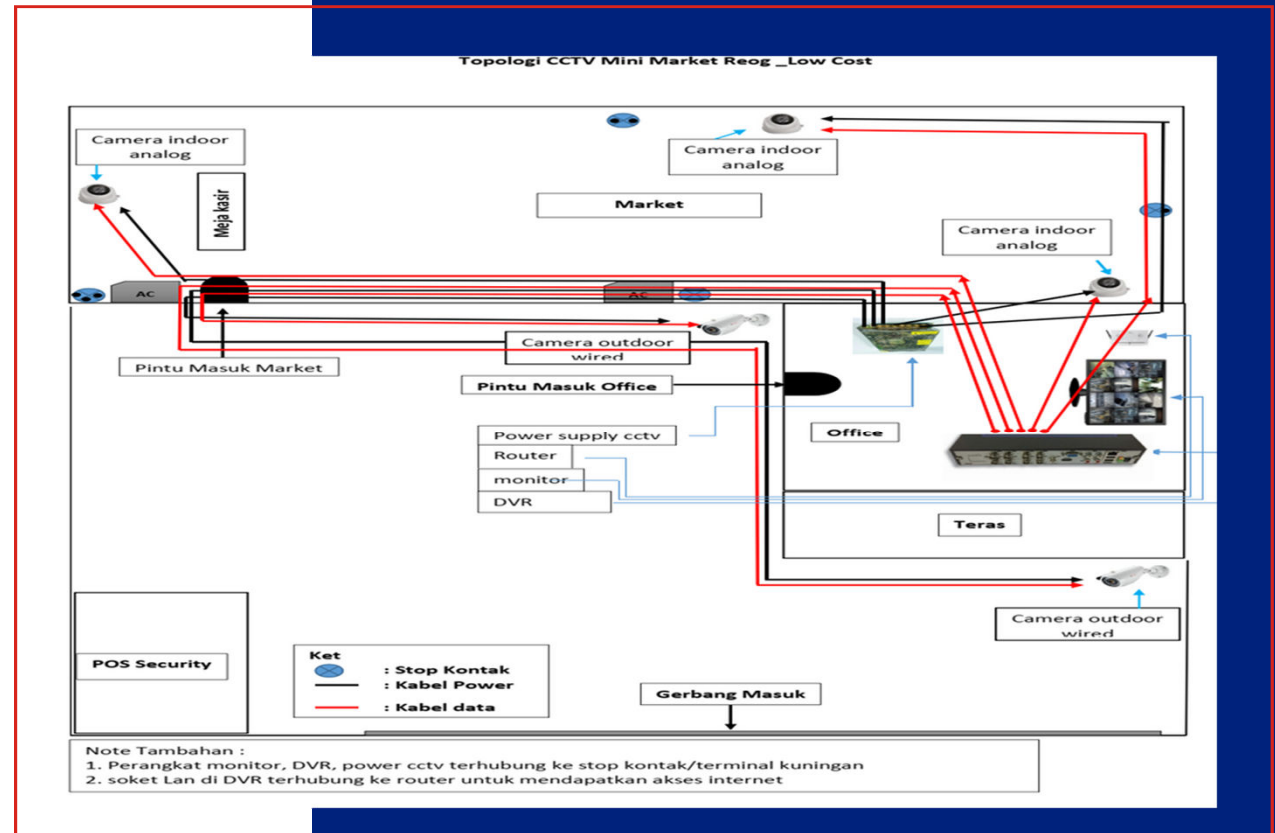 Topologi CCTV Mini Market Reog _Low Cost
Camera indoor
analog
Meja kasir
Camera indoor
analog
Market
Camera indoor
analog
AC
AC
Camera outdoor
wired
Pintu Masuk Market
Pintu Masuk Office
Power supply cctv
Router
monitor
DVR
Office
Teras
Camera outdoor
wired
POS Security
Ket
: Stop Kontak
: Kabel Power
: Kabel data
Gerbang Masuk
Note Tambahan :
1. Perangkat monitor, DVR, power cctv terhubung ke stop kontak/terminal kuningan
2. soket Lan di DVR terhubung ke router untuk mendapatkan akses internet